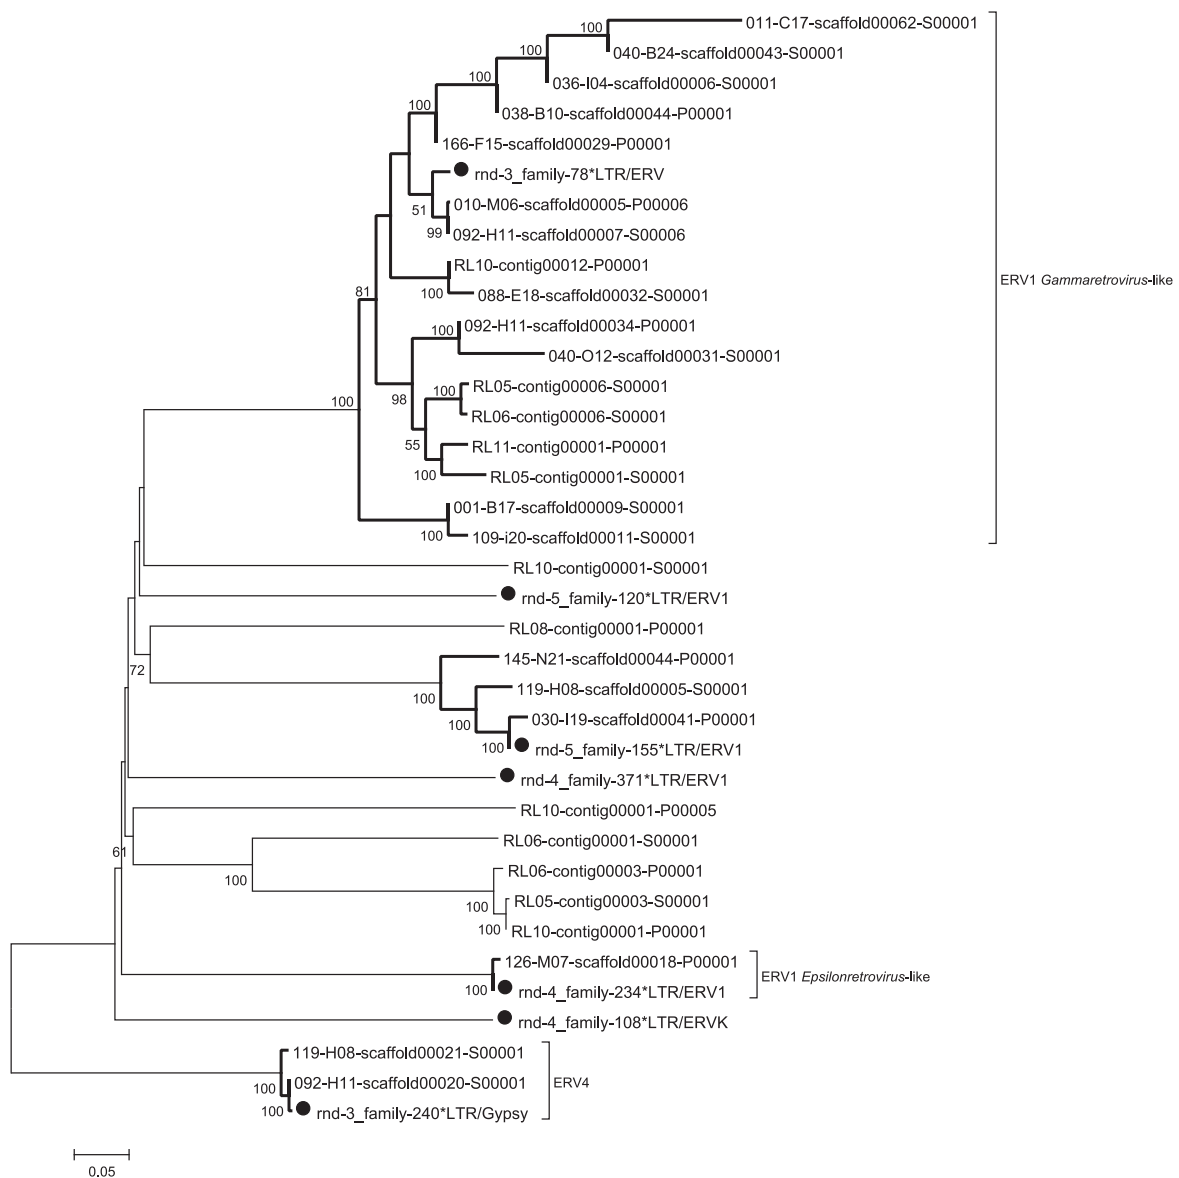 011-C17-scaffold00062-S00001
100
040-B24-scaffold00043-S00001
100
036-I04-scaffold00006-S00001
100
038-B10-scaffold00044-P00001
100
166-F15-scaffold00029-P00001
rnd-3_family-78*LTR/ERV
010-M06-scaffold00005-P00006
51
99
092-H11-scaffold00007-S00006
RL10-contig00012-P00001
ERV1 Gammaretrovirus-like
100
088-E18-scaffold00032-S00001
81
092-H11-scaffold00034-P00001
100
040-O12-scaffold00031-S00001
RL05-contig00006-S00001
100
98
100
RL06-contig00006-S00001
55
RL11-contig00001-P00001
100
RL05-contig00001-S00001
001-B17-scaffold00009-S00001
100
109-i20-scaffold00011-S00001
RL10-contig00001-S00001
rnd-5_family-120*LTR/ERV1
RL08-contig00001-P00001
72
145-N21-scaffold00044-P00001
100
119-H08-scaffold00005-S00001
100
030-I19-scaffold00041-P00001
100
rnd-5_family-155*LTR/ERV1
rnd-4_family-371*LTR/ERV1
RL10-contig00001-P00005
61
RL06-contig00001-S00001
100
RL06-contig00003-P00001
100
RL05-contig00003-S00001
100
RL10-contig00001-P00001
126-M07-scaffold00018-P00001
ERV1 Epsilonretrovirus-like
100
rnd-4_family-234*LTR/ERV1
rnd-4_family-108*LTR/ERVK
119-H08-scaffold00021-S00001
100
092-H11-scaffold00020-S00001
ERV4
100
rnd-3_family-240*LTR/Gypsy
0.05